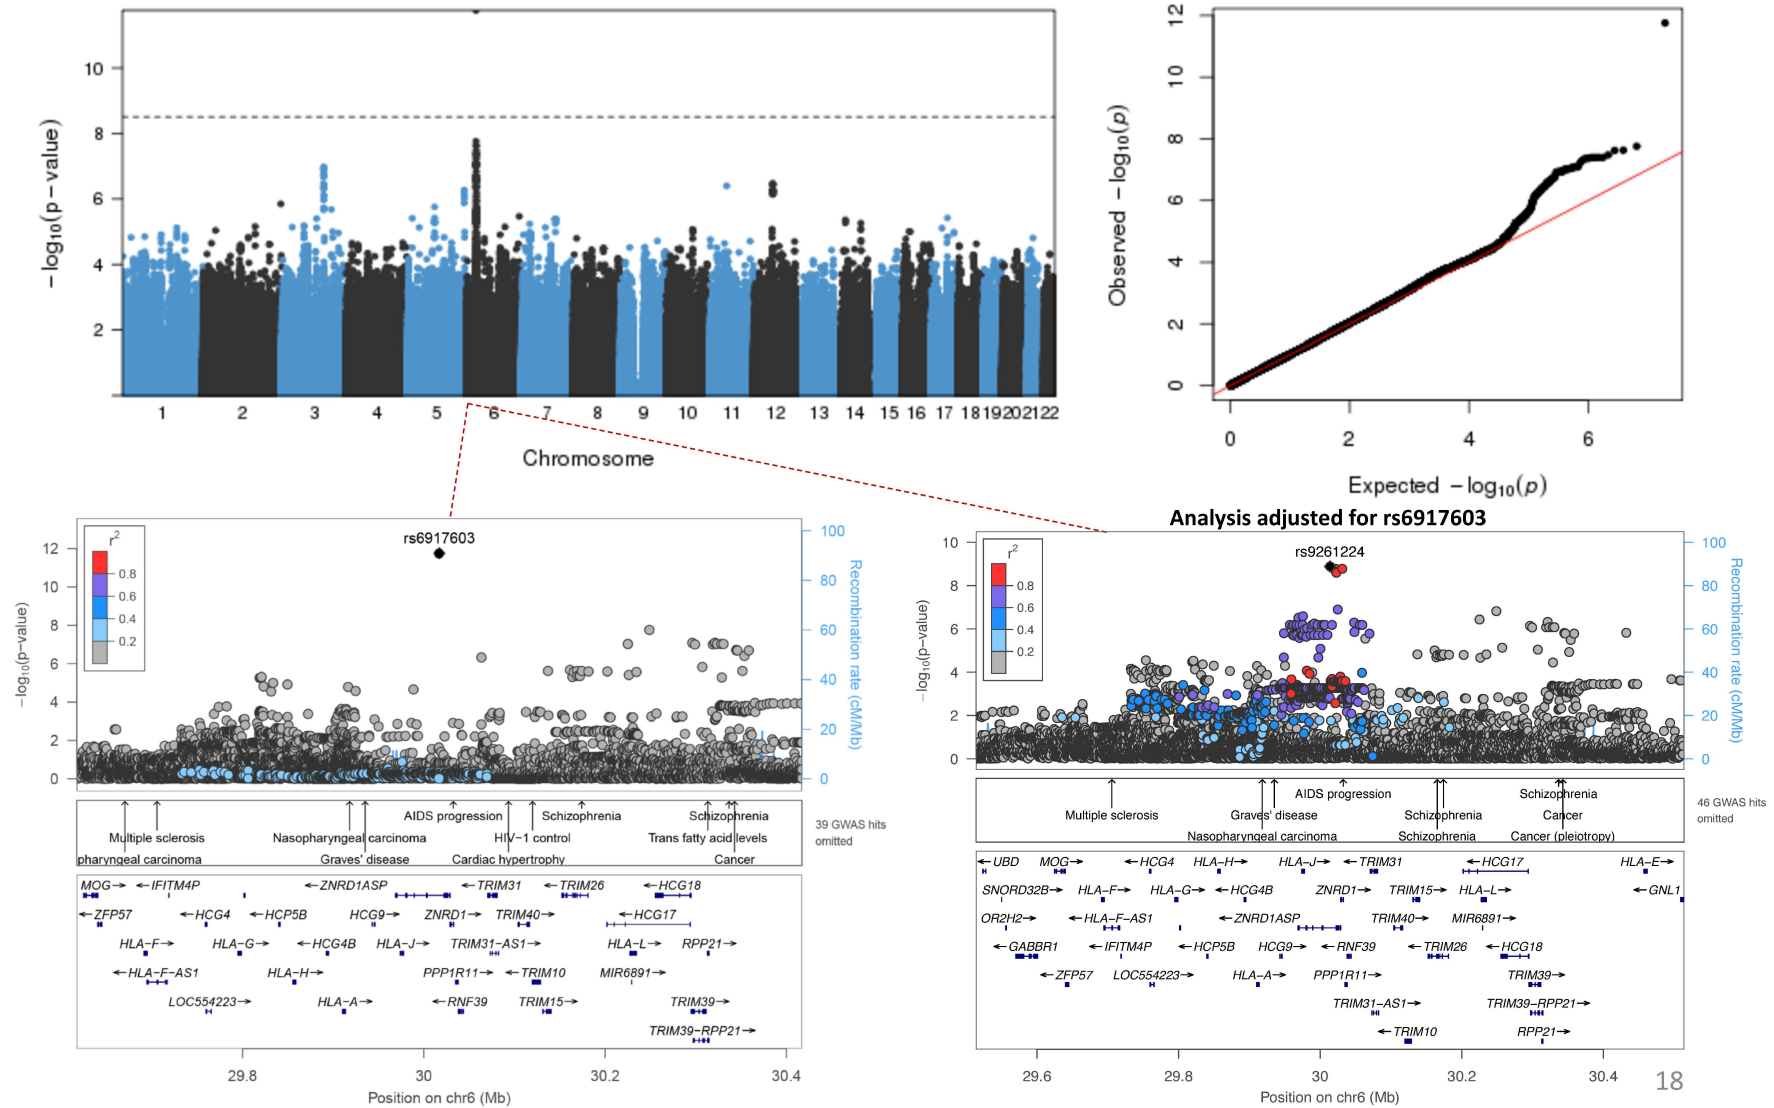 10
8
6
4
2
−log10(p−value)
1 2 3 4 5 6 7 8 9 10 11 12 13 14 15 16 17 18 19 20 21 22
Chromosome
12
10
8
6
4
2
0
Observed −log10(p)
0 2 4 6
Expected −log10(p)
r2
0.8
0.6
0.4
0.2
rs6917603
12
10
8
6
4
2
0
−log10(p−value)
100
80
60
40
20
0
Recombination rate (cM/Mb)
AIDS progression Schizophrenia Schizophrenia
Multiple sclerosis Nasopharyngeal carcinoma HIV−1 control Trans fatty acid levels
pharyngeal carcinoma Graves' disease Cardiac hypertrophy Cancer
39 GWAS hits
omitted
MOG→ ←IFITM4P ←ZNRD1ASP ←TRIM31 ←TRIM26 ←HCG18
←ZFP57 ←HCG4 ←HCP5B HCG9→ ZNRD1→ TRIM40→ ←HCG17
HLA−F→ HLA−G→ ←HCG4B HLA−J→ TRIM31−AS1→ HLA−L→ RPP21→
←HLA−F−AS1 HLA−H→ PPP1R11→ ←TRIM10 MIR6891→
LOC554223→ HLA−A→ ←RNF39 TRIM15→ TRIM39→
TRIM39−RPP21→
29.8 30 30.2 30.4
Position on chr6 (Mb)
Analysis adjusted for rs6917603
r2
0.8
0.6
0.4
0.2
rs9261224
10
8
6
4
2
0
−log10(p−value)
100
80
60
40
20
0
Recombination rate (cM/Mb)
AIDS progression Schizophrenia
Multiple sclerosis Graves' disease Schizophrenia Cancer
Nasopharyngeal carcinoma Schizophrenia Cancer (pleiotropy)
46 GWAS hits
omitted
←UBD MOG→ ←HCG4 HLA−H→ HLA−J→ ←TRIM31 ←HCG17 HLA−E→
SNORD32B→ HLA−F→ HLA−G→ ←HCG4B ZNRD1→ TRIM15→ HLA−L→ ←GNL1
OR2H2→ ←HLA−F−AS1 ←ZNRD1ASP TRIM40→ MIR6891→
←GABBR1 ←IFITM4P ←HCP5B HCG9→ ←RNF39 ←TRIM26 ←HCG18
←ZFP57 LOC554223→ HLA−A→ PPP1R11→ TRIM39→
TRIM31−AS1→ TRIM39−RPP21→
←TRIM10 RPP21→
29.6 29.8 30 30.2 30.4
Position on chr6 (Mb)
18